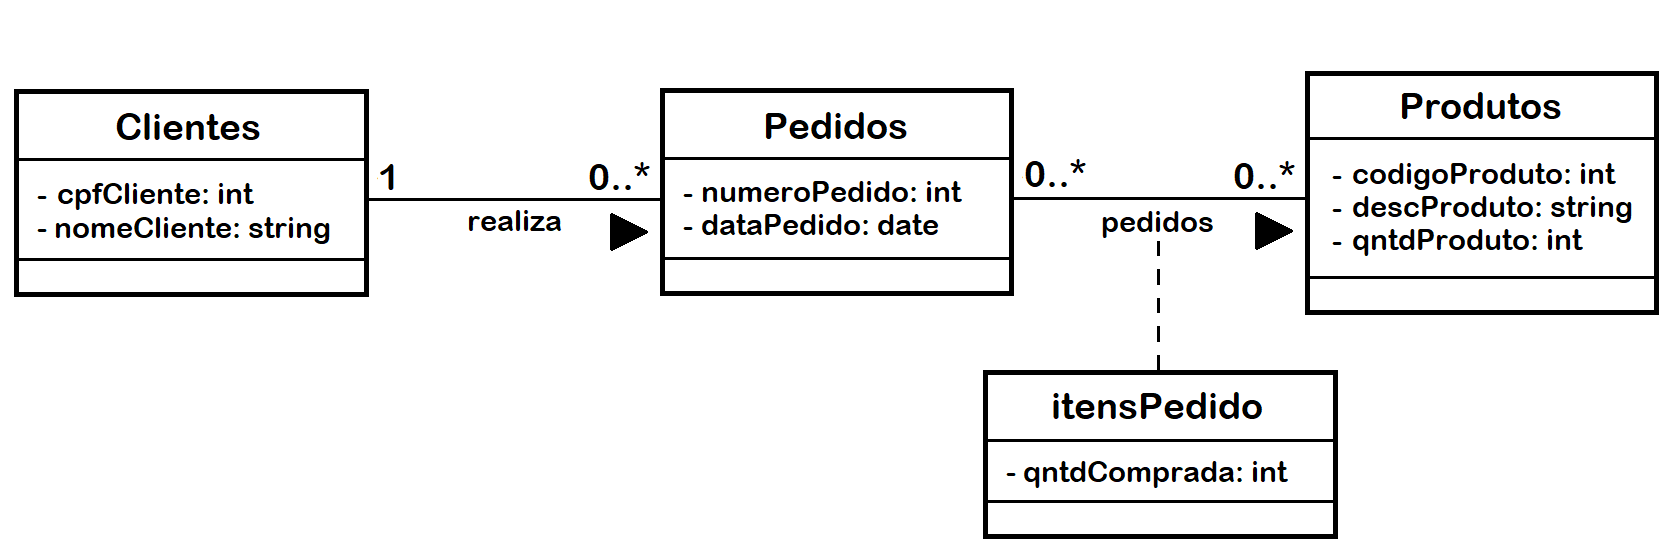 Clientes
- cpfCliente: int
- nomeCliente: string
1
0..*
realiza
Pedidos
- numeroPedido: int
- dataPedido: date
0..*
0..*
pedidos
Produtos
- codigoProduto: int
- descProduto: string
- qntdProduto: int
itensPedido
- qntdComprada: int